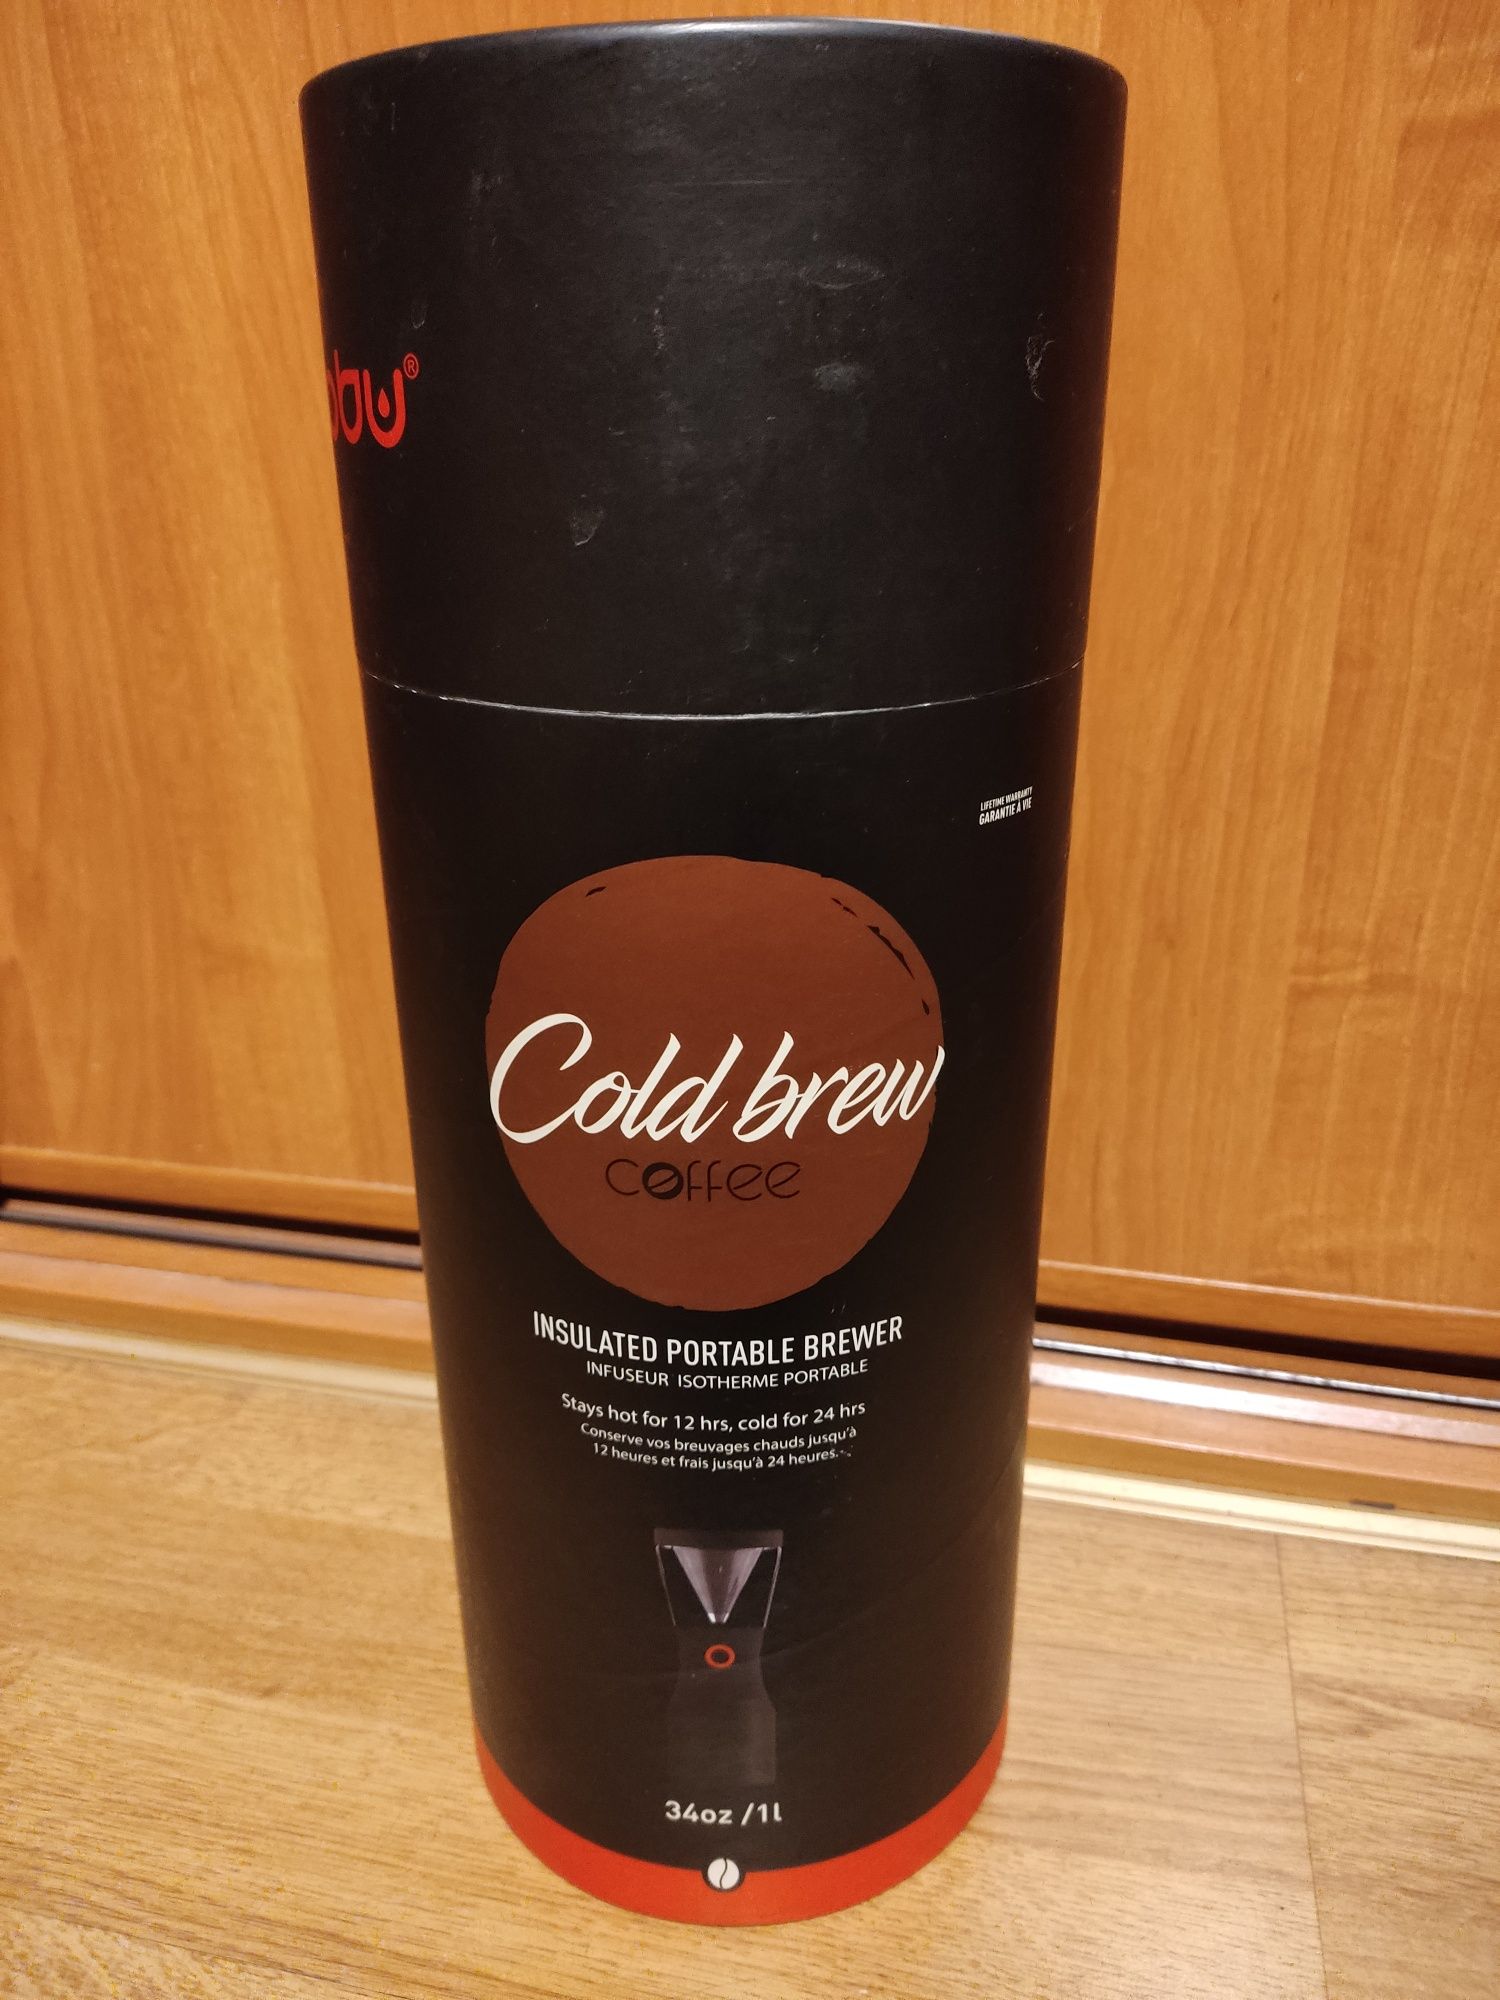 LIFETIME WARRANTY
GARANTIE À VIE
Cold brew
coffee
INSULATED PORTABLE BREWER
INFUSEUR ISOTHERME PORTABLE
Stays hot for 12 hrs, cold for 24 hrs
Conserve vos breuvages chauds jusqu'à
12 heures et frais jusqu'à 24 heures.
34oz /1l